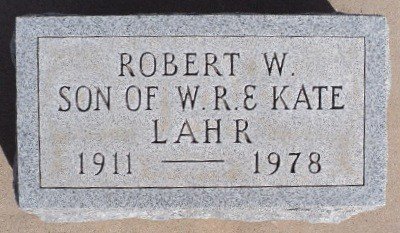 ROBERT W.
SON OF W.R.& KATE
LAHR
1911 — 1978